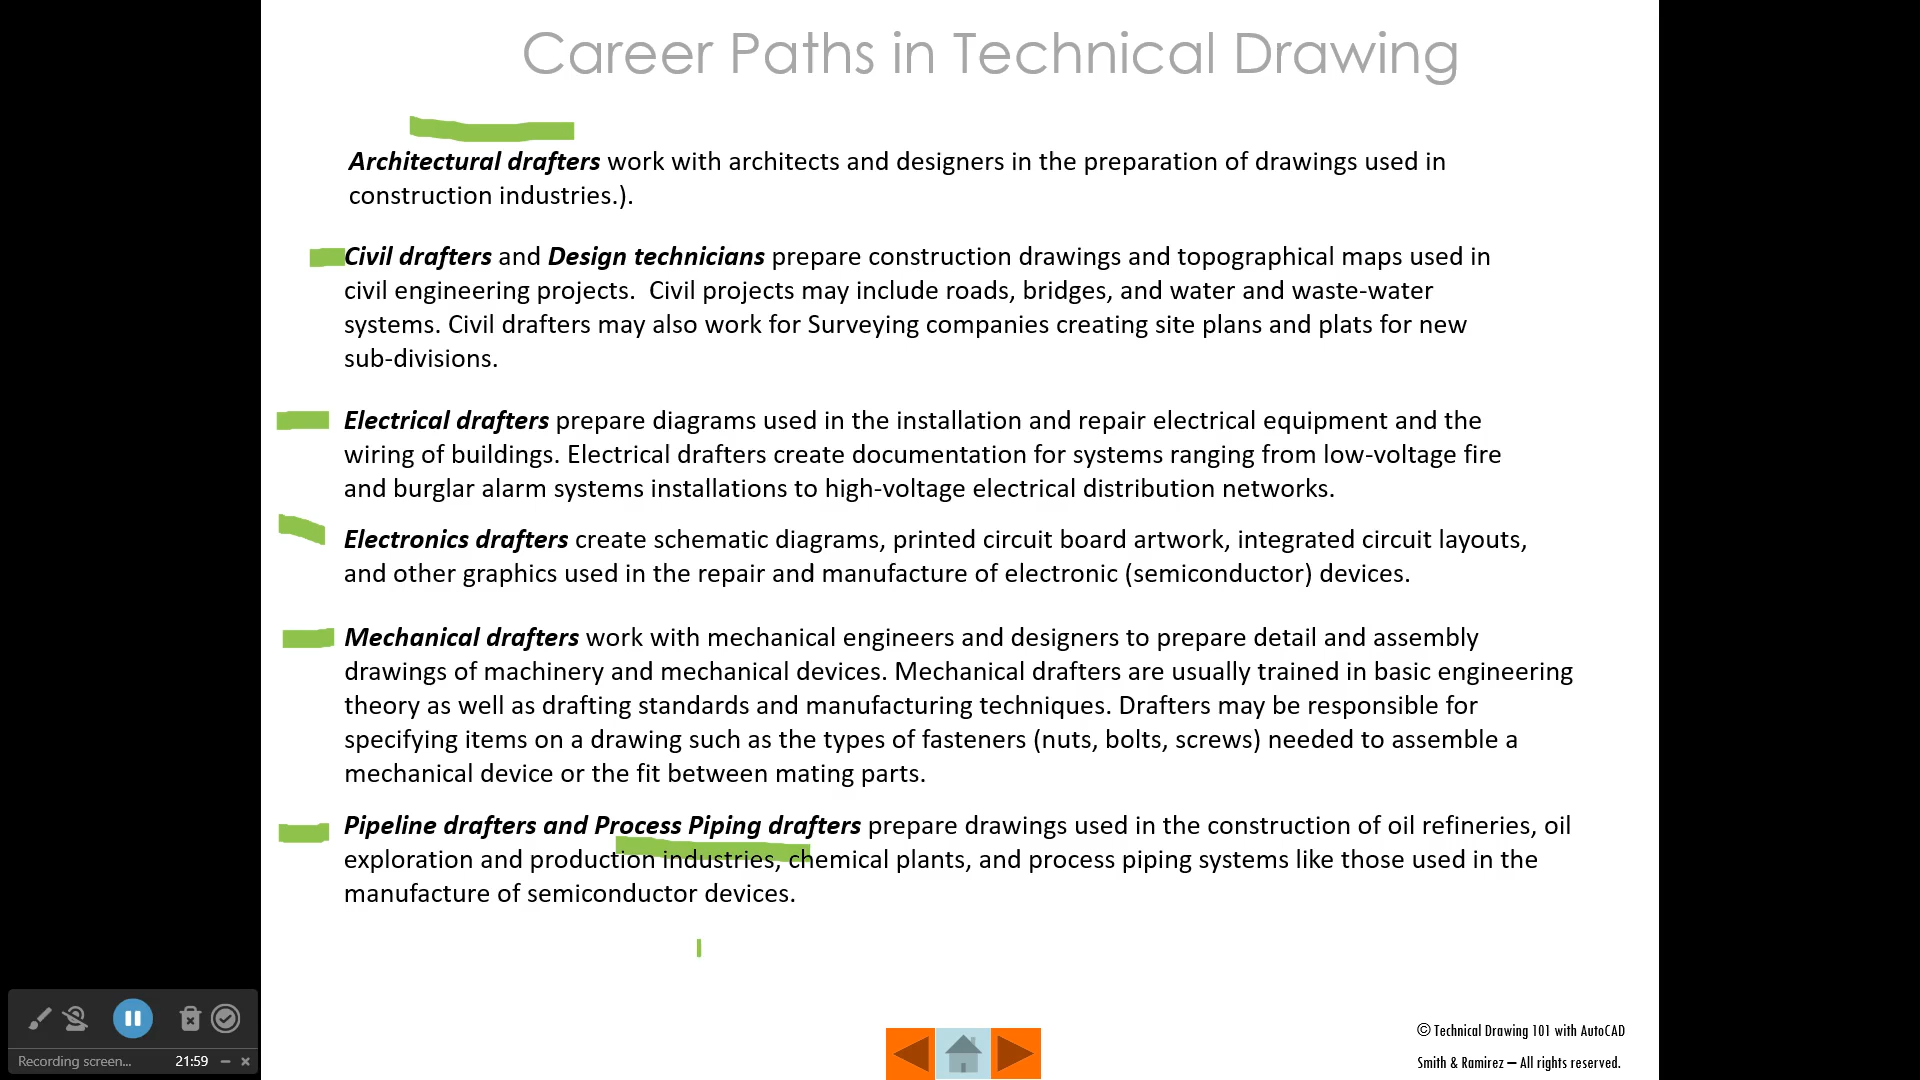 Career Paths in Technical Drawing
Architectural drafters work with architects and designers in the preparation of drawings used in
construction industries.).
Civil drafters and Design technicians prepare construction drawings and topographical maps used in
civil engineering projects.  Civil projects may include roads, bridges, and water and waste-water
systems. Civil drafters may also work for Surveying companies creating site plans and plats for new
sub-divisions.
Electrical drafters prepare diagrams used in the installation and repair electrical equipment and the
wiring of buildings. Electrical drafters create documentation for systems ranging from low-voltage fire
and burglar alarm systems installations to high-voltage electrical distribution networks.
Electronics drafters create schematic diagrams, printed circuit board artwork, integrated circuit layouts,
and other graphics used in the repair and manufacture of electronic (semiconductor) devices.
Mechanical drafters work with mechanical engineers and designers to prepare detail and assembly
drawings of machinery and mechanical devices. Mechanical drafters are usually trained in basic engineering
theory as well as drafting standards and manufacturing techniques. Drafters may be responsible for
specifying items on a drawing such as the types of fasteners (nuts, bolts, screws) needed to assemble a
mechanical device or the fit between mating parts.
Pipeline drafters and Process Piping drafters prepare drawings used in the construction of oil refineries, oil
exploration and production industries, chemical plants, and process piping systems like those used in the
manufacture of semiconductor devices.
© Technical Drawing 101 with AutoCAD
Smith & Ramirez – All rights reserved.
Recording screen... 21:59